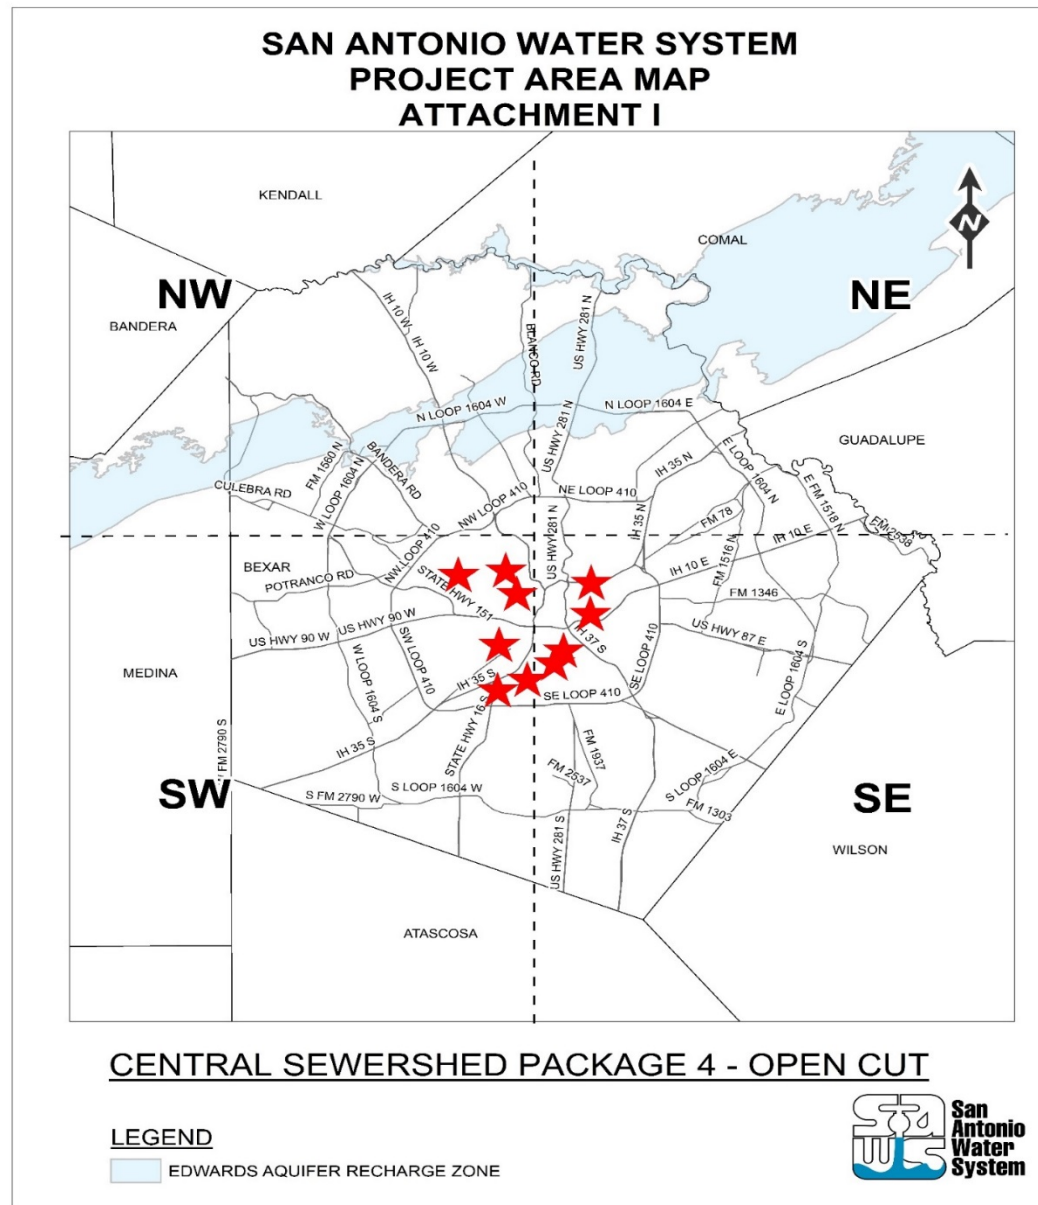 SAN ANTONIO WATER SYSTEM
PROJECT AREA MAP
ATTACHMENT I
KENDALL
COMAL
N
NW
NE
BANDERA
IH 10 W
IH 10 W
BLANCO RD
US HWY 281 N
N LOOP 1604 W
N LOOP 1604 E
US HWY 281 N
GUADALUPE
FM 1560 N
BANDERA RD
W LOOP 1604 N
CULEBRA RD
IH 35 N
E LOOP 1604 N
NW LOOP 410
NE LOOP 410
E FM 1518 N
US HWY 281 N
IH 35 N
FM 78
FM 2538
NW LOOP 410
FM 1516 N
IH 10 E
BEXAR
POTRANCO RD
STATE HWY 151
IH 10 E
FM 1346
US HWY 90 W
US HWY 90 W
IH 37 S
US HWY 87 E
SW LOOP 410
SE LOOP 410
MEDINA
W LOOP 1604 S
IH 35 S
SE LOOP 410
E LOOP 1604 S
STATE HWY 16 S
IH 35 S
FM 1937
FM 2790 S
FM 2537
S LOOP 1604 E
SW
S FM 2790 W
S LOOP 1604 W
FM 1303
SE
US HWY 281 S
IH 37 S
WILSON
ATASCOSA
CENTRAL SEWERSHED PACKAGE 4 - OPEN CUT
LEGEND
EDWARDS AQUIFER RECHARGE ZONE
SAWS
San
Antonio
Water
System